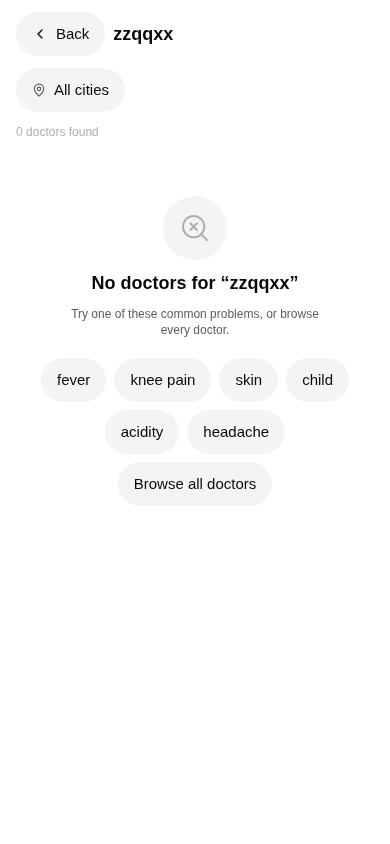 Back zzqqxx
All cities
0 doctors found
No doctors for “zzqqxx”
Try one of these common problems, or browse
every doctor.
fever knee pain skin child
acidity headache
Browse all doctors